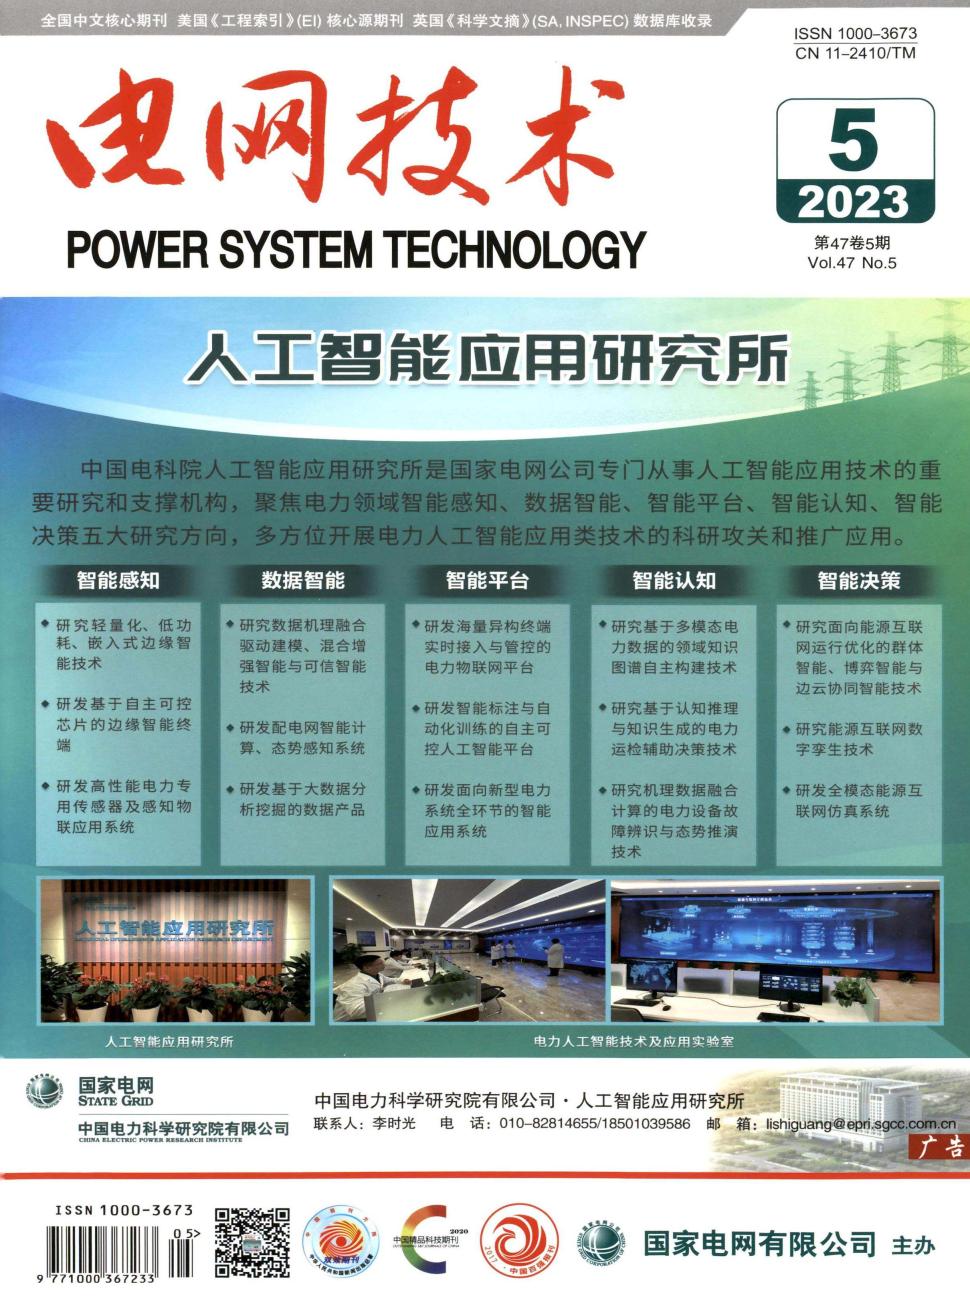 全国中文核心期刊 美国《工程索引》(EI) 核心源期刊 英国《科学文摘》(SA, INSPEC) 数据库收录
ISSN 1000-3673
CN 11-2410/TM
电网技术
POWER SYSTEM TECHNOLOGY
5
2023
第47卷5期
Vol.47 No.5
人工智能应用研究所
中国电科院人工智能应用研究所是国家电网公司专门从事人工智能应用技术的重
要研究和支撑机构，聚焦电力领域智能感知、数据智能、智能平台、智能认知、智能
决策五大研究方向，多方位开展电力人工智能应用类技术的科研攻关和推广应用。
智能感知
研究轻量化、低功
耗、嵌入式边缘智
能技术
研发基于自主可控
芯片的边缘智能终
端
研发高性能电力专
用传感器及感知物
联应用系统
数据智能
研究数据机理融合
驱动建模、混合增
强智能与可信智能
技术
研发配电网智能计
算、态势感知系统
研发基于大数据分
析挖掘的数据产品
智能平台
研发海量异构终端
实时接入与管控的
电力物联网平台
研发智能标注与自
动化训练的自主可
控人工智能平台
研发面向新型电力
系统全环节的智能
应用系统
智能认知
研究基于多模态电
力数据的领域知识
图谱自主构建技术
研究基于认知推理
与知识生成的电力
运检辅助决策技术
研究机理数据融合
计算的电力设备故
障辨识与态势推演
技术
智能决策
研究面向能源互联
网运行优化的群体
智能、博弈智能与
边云协同智能技术
研究能源互联网数
字孪生技术
研发全模态能源互
联网仿真系统
人工智能应用研究所
人工智能应用研究所
电力人工智能技术及应用实验室
国家电网
STATE GRID
中国电力科学研究院有限公司
CHINA ELECTRIC POWER RESEARCH INSTITUTE
中国电力科学研究院有限公司·人工智能应用研究所
联系人：李时光 电 话：010-82814655/18501039586 邮 箱：lishiguang@epri.sgcc.com.cn
广告
ISSN 1000-3673
05>
9 771000 367233
双效期刊
2020
中国精品科技期刊
2017·中国百强报刊
国家电网有限公司 主办